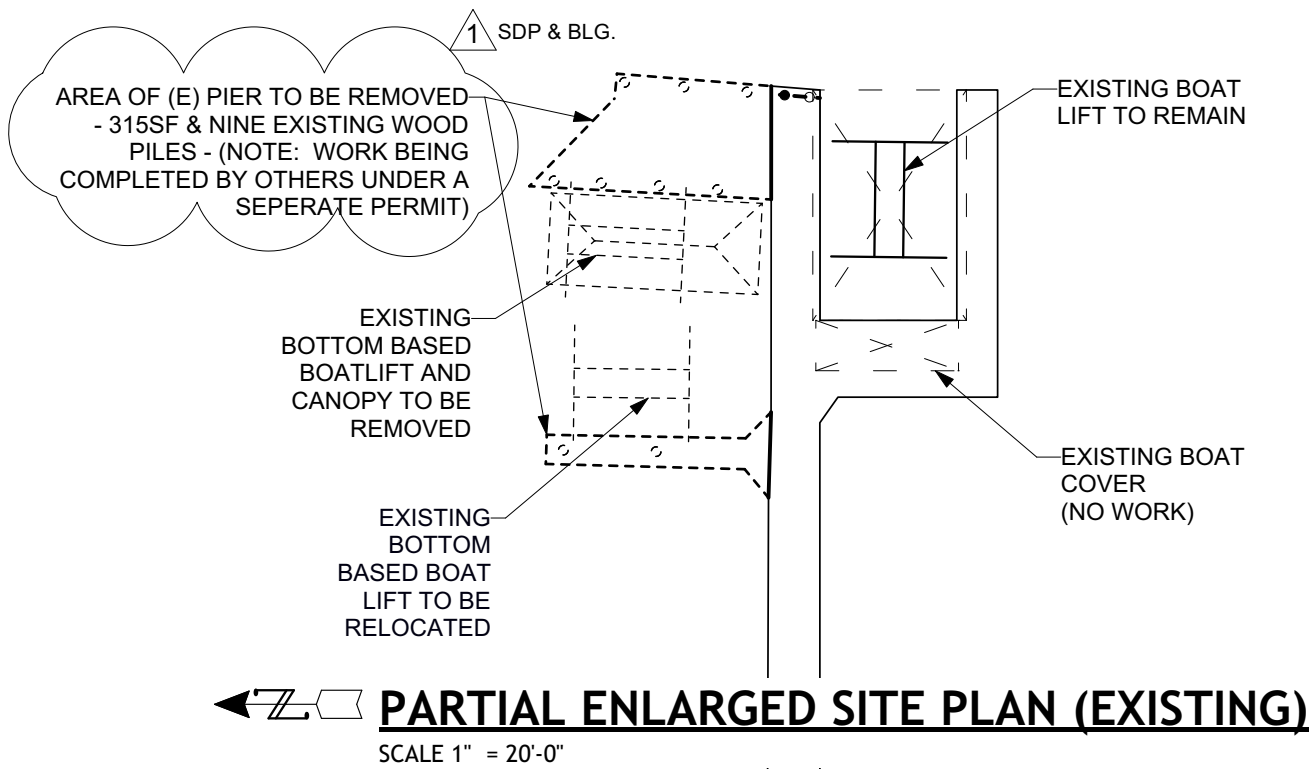 1 SDP & BLG.
AREA OF (E) PIER TO BE REMOVED
- 315SF & NINE EXISTING WOOD
PILES - (NOTE: WORK BEING
COMPLETED BY OTHERS UNDER A
SEPERATE PERMIT)
EXISTING BOAT
LIFT TO REMAIN
EXISTING
BOTTOM BASED
BOATLIFT AND
CANOPY TO BE
REMOVED
EXISTING BOAT
COVER
(NO WORK)
EXISTING
BOTTOM
BASED BOAT
LIFT TO BE
RELOCATED
Z
PARTIAL ENLARGED SITE PLAN (EXISTING)
SCALE 1" = 20'-0"